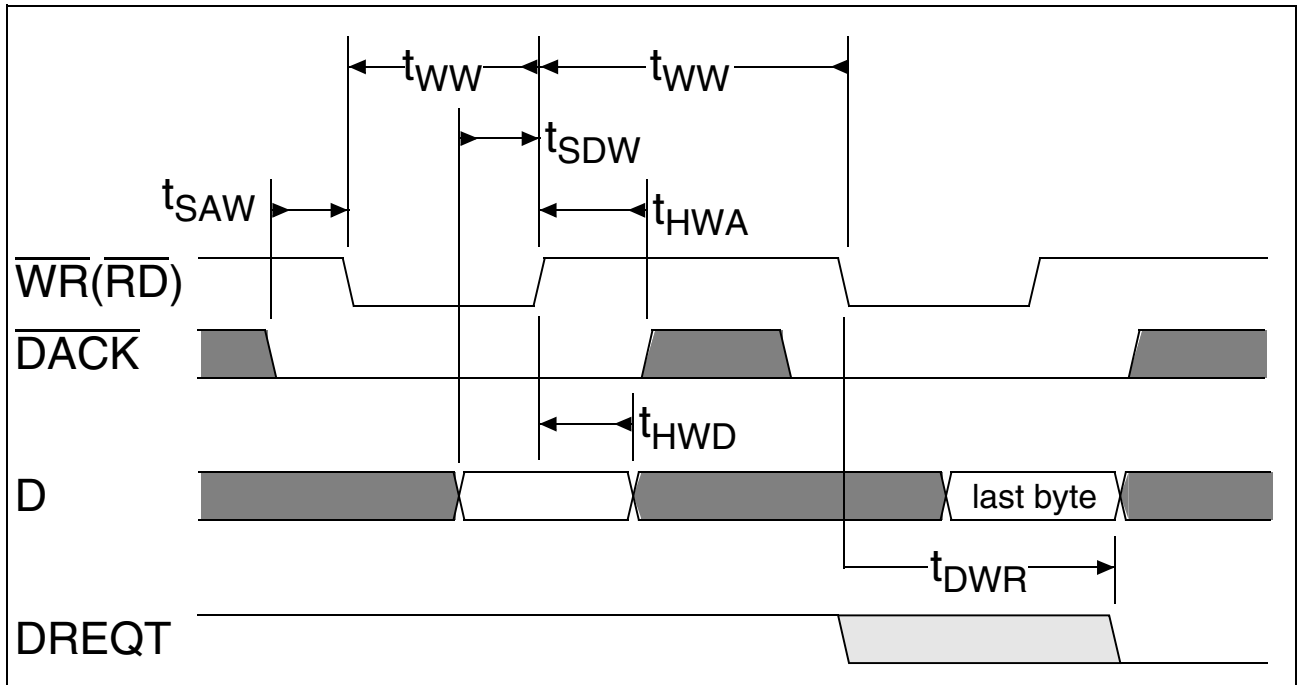 tWW tWW
tSDW
tSAW
tHWA
WR(RD)
DACK
tHWD
D
last byte
tDWR
DREQT